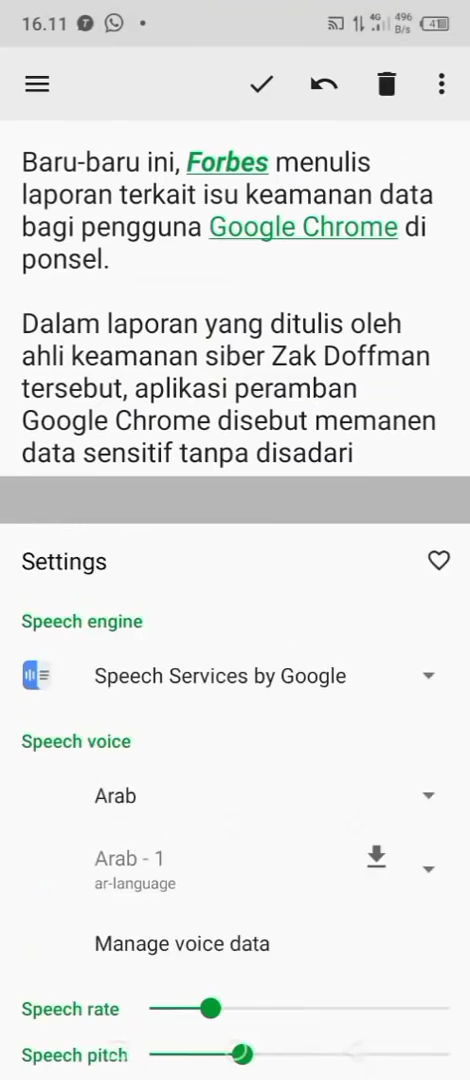 16.11
4G
496
B/s
41
Baru-baru ini, Forbes menulis
laporan terkait isu keamanan data
bagi pengguna Google Chrome di
ponsel.
Dalam laporan yang ditulis oleh
ahli keamanan siber Zak Doffman
tersebut, aplikasi peramban
Google Chrome disebut memanen
data sensitif tanpa disadari
Settings
Speech engine
Speech Services by Google
Speech voice
Arab
Arab - 1
ar-language
Manage voice data
Speech rate
Speech pitch